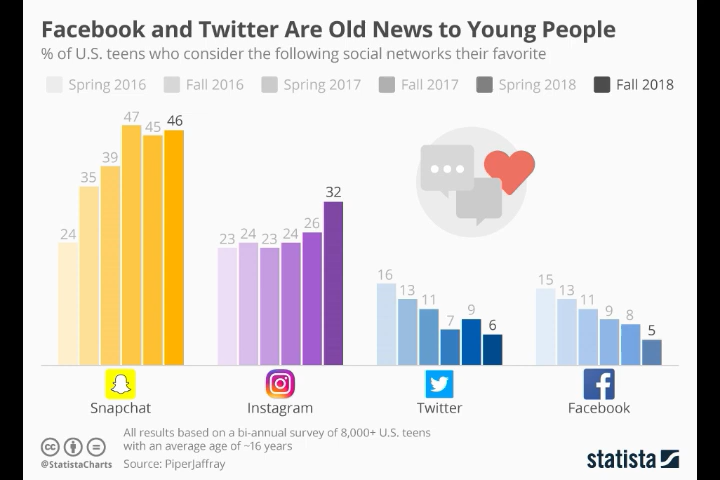 Facebook and Twitter Are Old News to Young People
% of U.S. teens who consider the following social networks their favorite
Spring 2016 Fall 2016 Spring 2017 Fall 2017 Spring 2018 Fall 2018
24 35 39 47 45 46
23 24 23 24 26 32
16 13 11 7 9 6
15 13 11 9 8 5
Snapchat Instagram Twitter Facebook
All results based on a bi-annual survey of 8,000+ U.S. teens
with an average age of ~16 years
@StatistaCharts Source: PiperJaffray
cc
statista